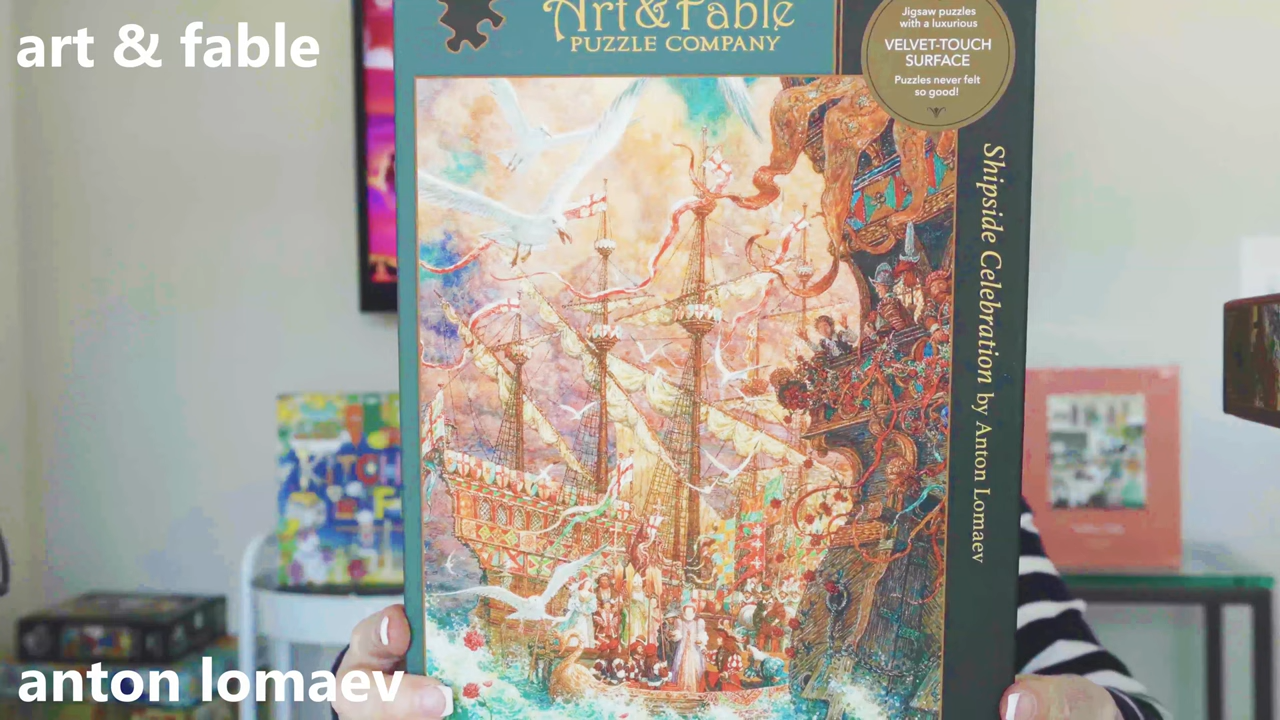 art & fable
Art & Fable
PUZZLE COMPANY
Jigsaw puzzles
with a luxurious
VELVET-TOUCH
SURFACE
Puzzles never felt
so good!
Shipside Celebration by Anton Lomaev
anton lomaev